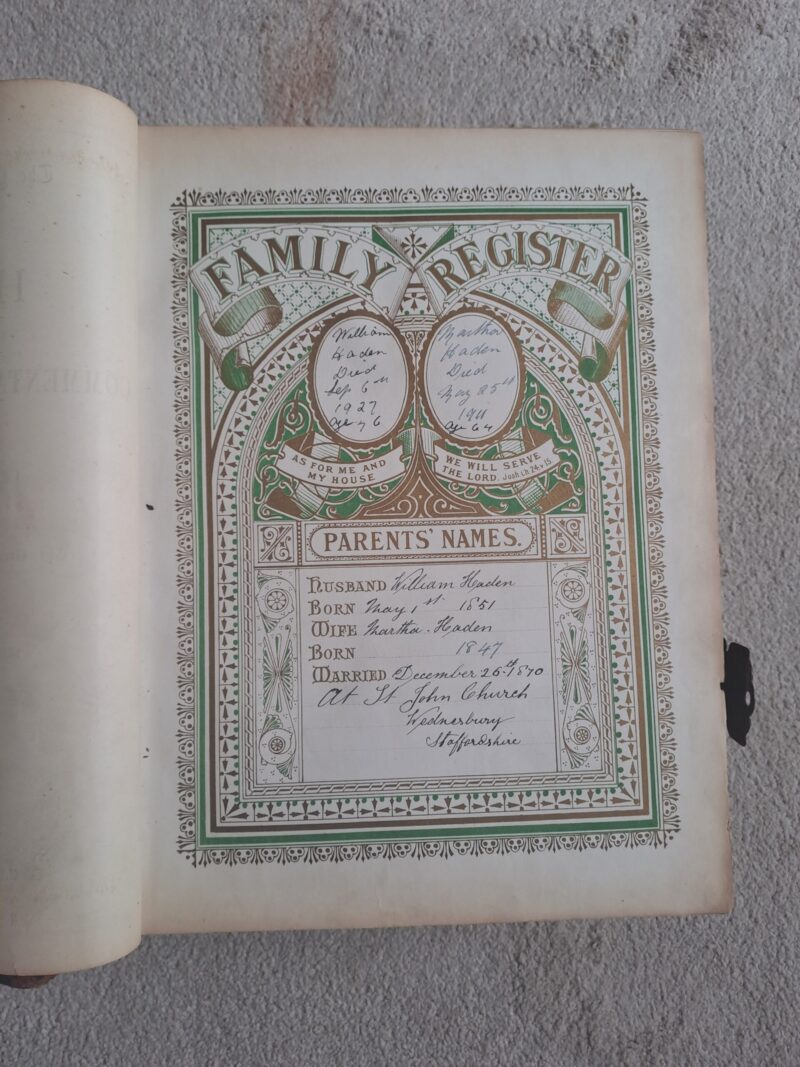 FAMILY REGISTER
William
Haden
Died
Sep 6th
1927
Age 76
Martha
Haden
Died
May 25th
1911
Age 64
AS FOR ME AND
MY HOUSE
WE WILL SERVE
THE LORD. Josh ch 24. v 15
PARENTS' NAMES.
HUSBAND William Haden
BORN May 1st 1851
WIFE Martha. Haden
BORN 1847
MARRIED December 26th 1870
At St John Church
Wednesbury
Staffordshire